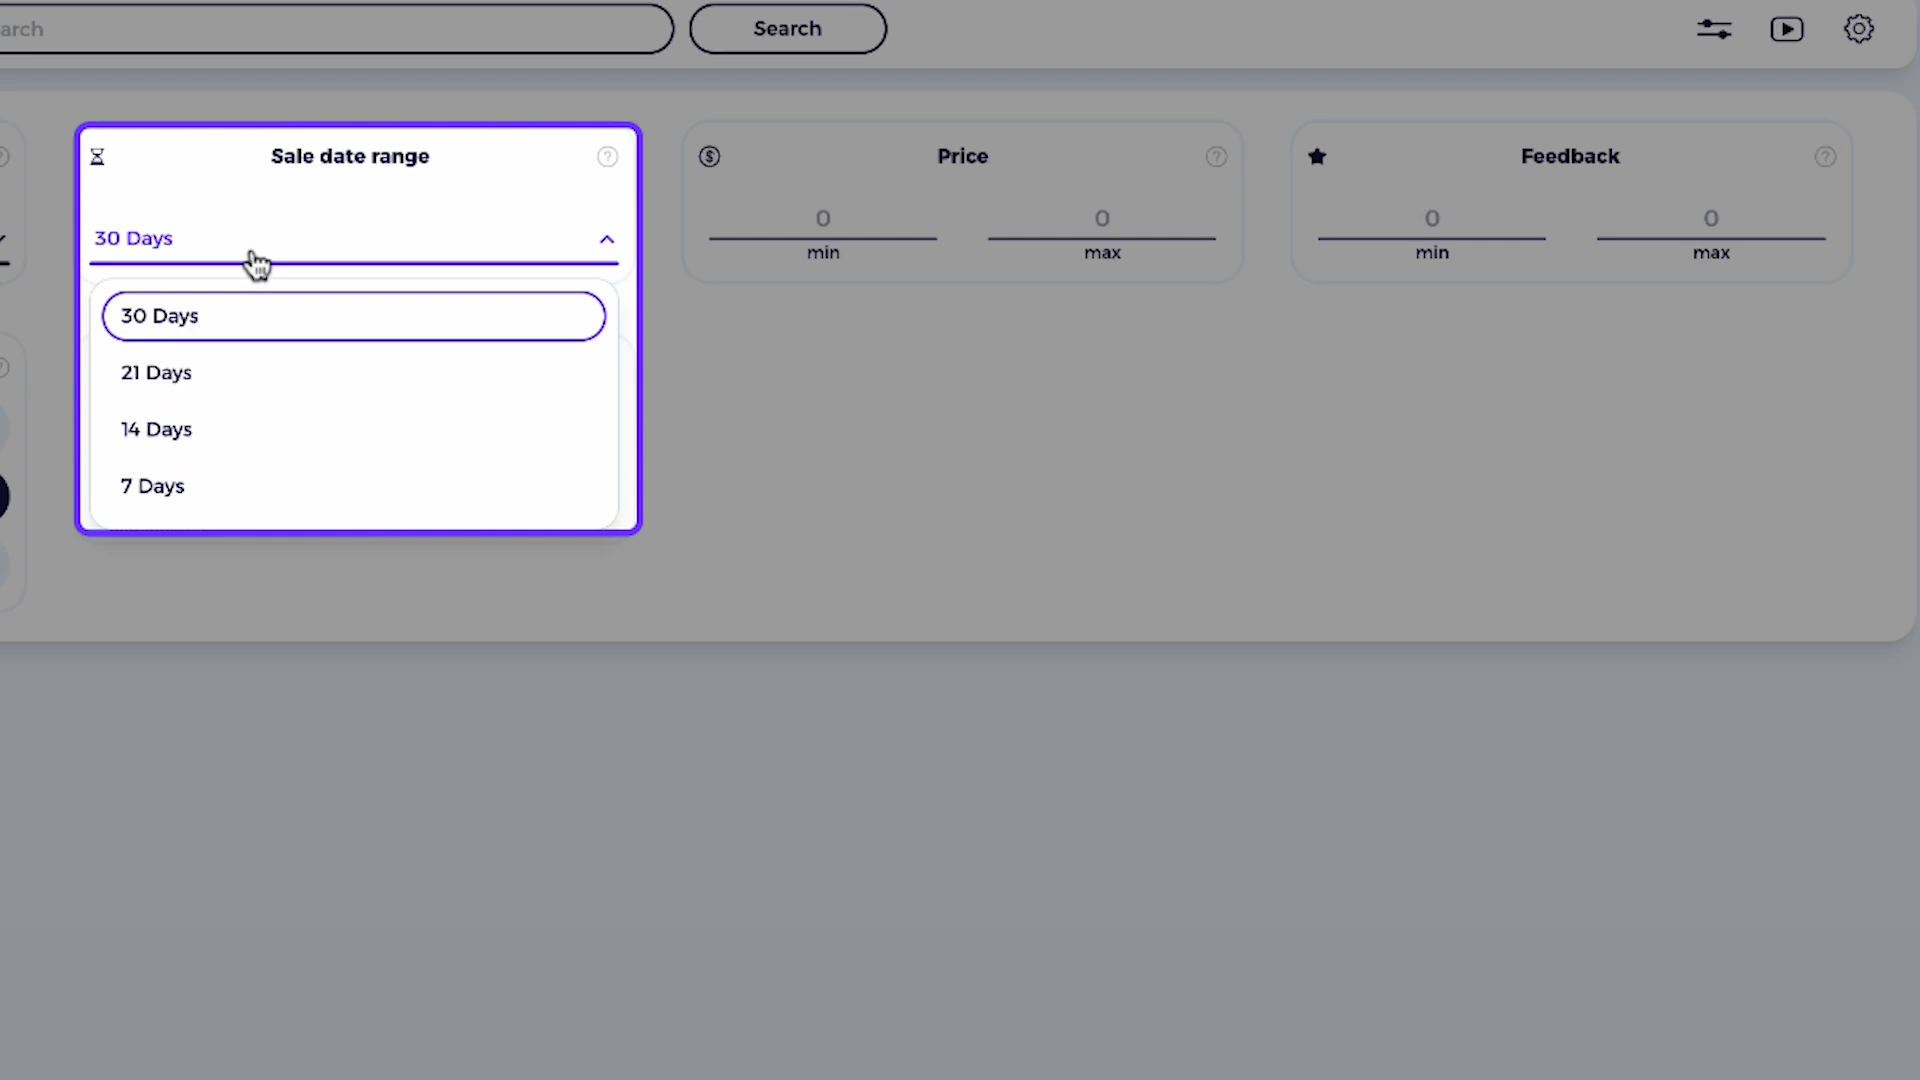 arch
Search
Sale date range
?
30 Days
30 Days
21 Days
14 Days
7 Days
$
Price
?
0
min
0
max
Feedback
?
0
min
0
max